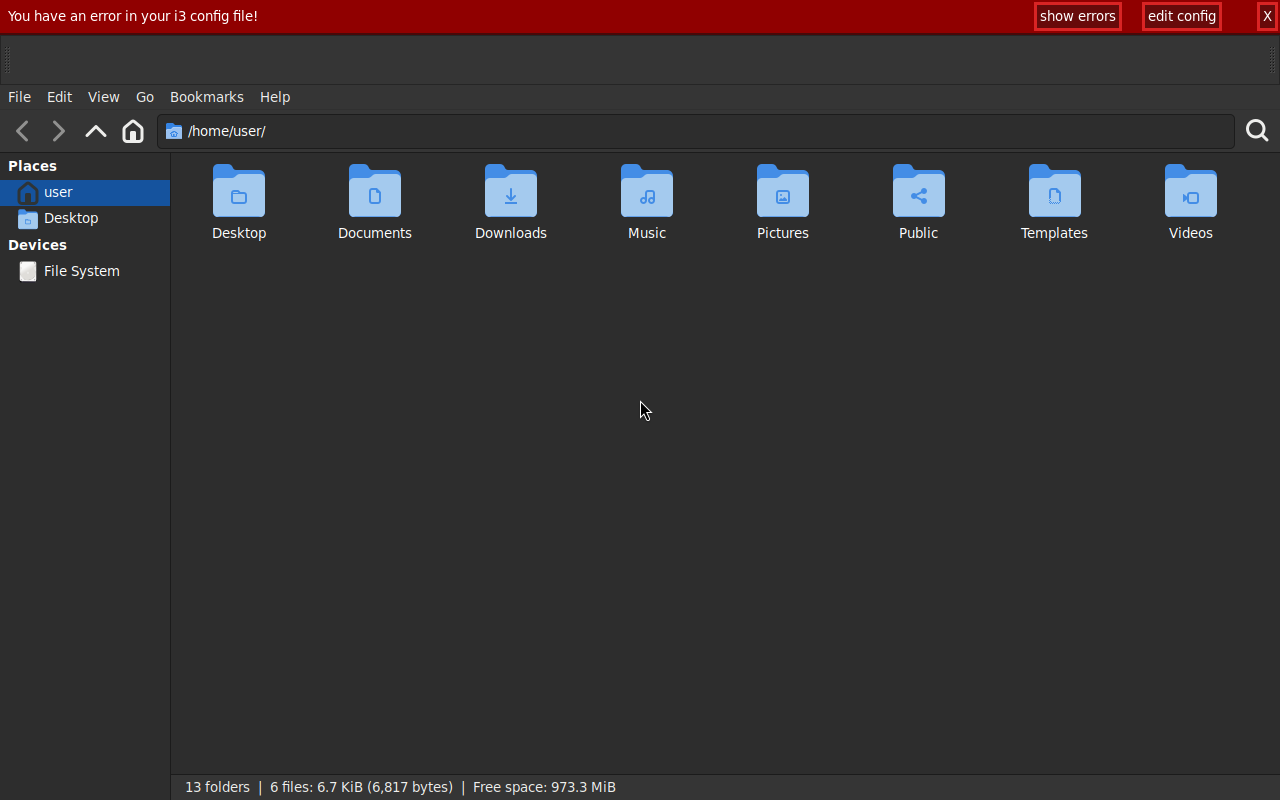 You have an error in your i3 config file! show errors edit config X
File Edit View Go Bookmarks Help
/home/user/
Places
user
Desktop
Devices
File System
Desktop Documents Downloads Music Pictures Public Templates Videos
13 folders | 6 files: 6.7 KiB (6,817 bytes) | Free space: 973.3 MiB